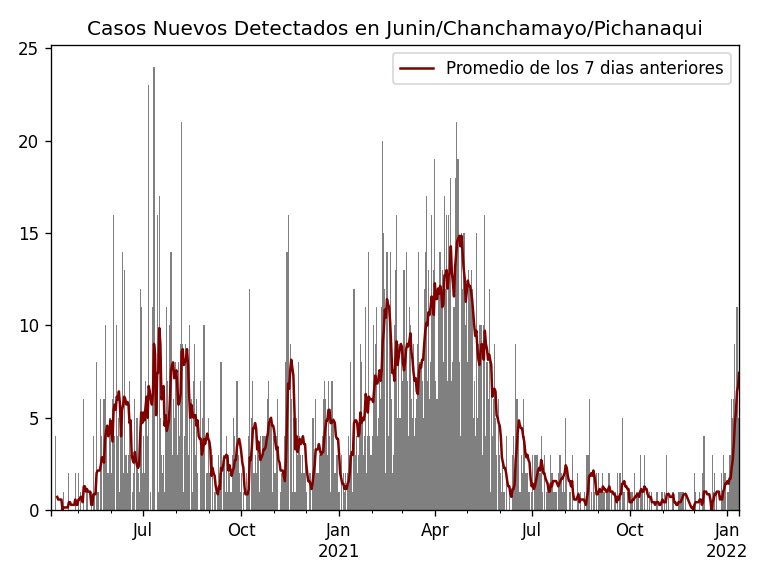 Casos Nuevos Detectados en Junin/Chanchamayo/Pichanaqui
Promedio de los 7 dias anteriores
25
20
15
10
5
0
Jul
Oct
Jan
2021
Apr
Jul
Oct
Jan
2022